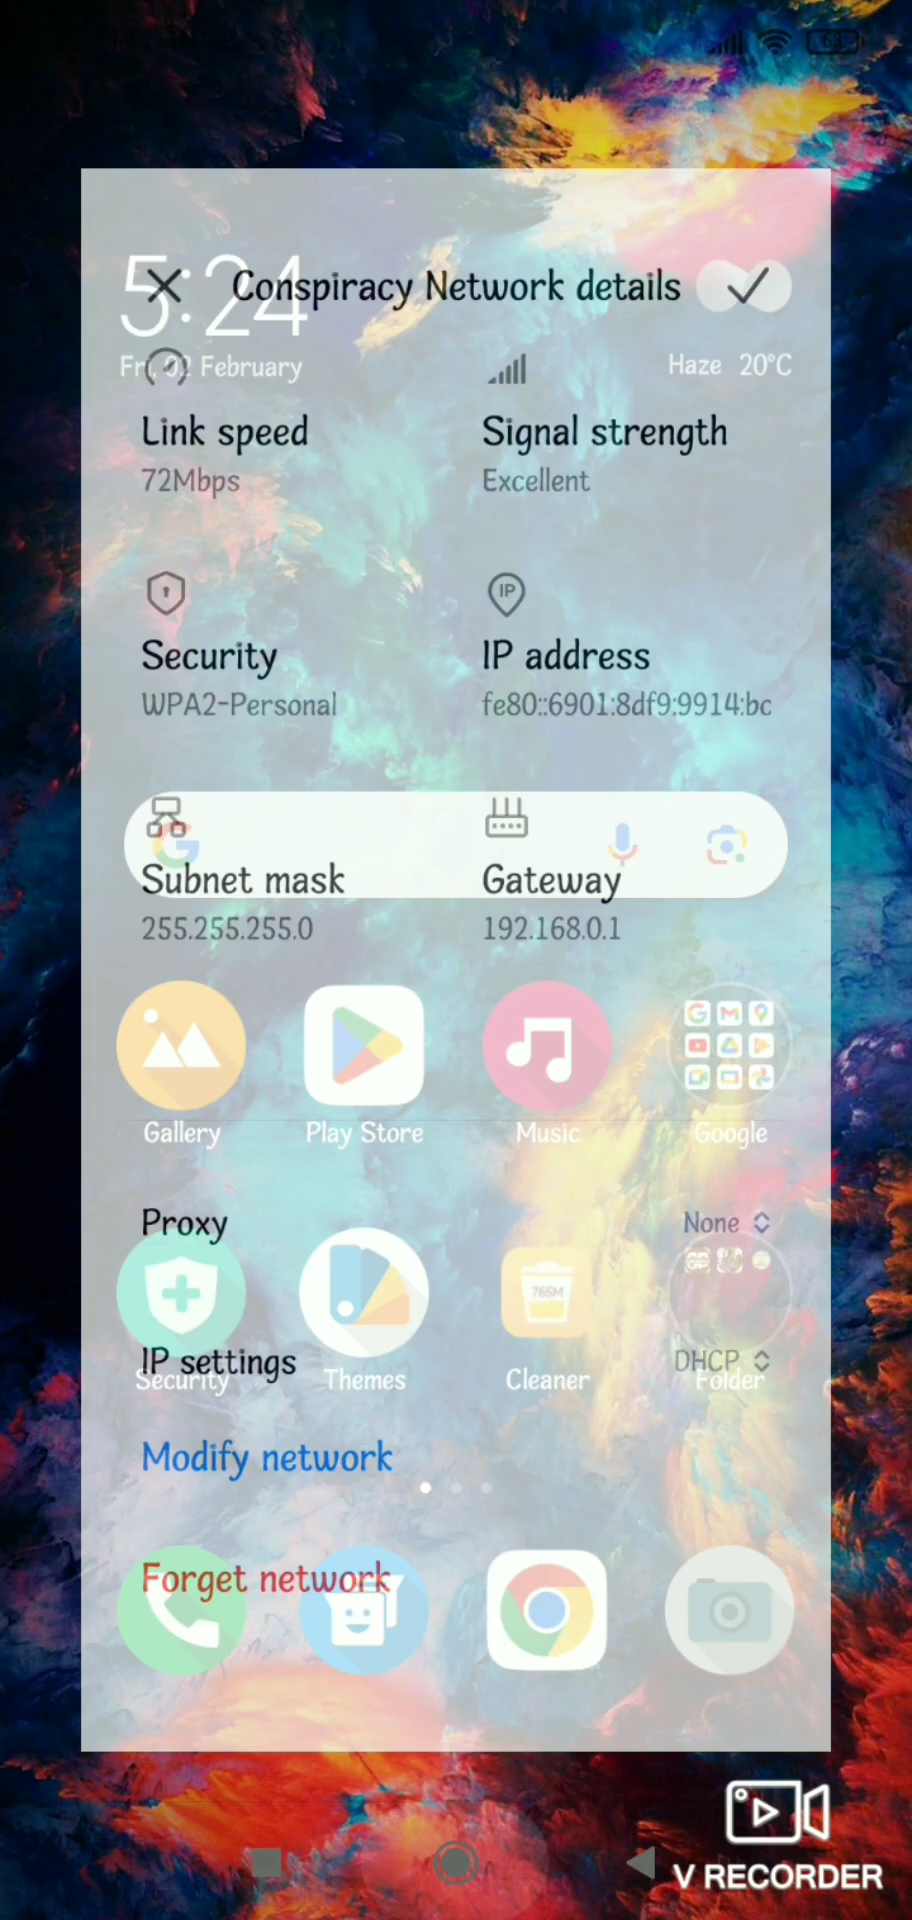 5:24
Conspiracy Network details
Fri, 02 February
Haze 20°C
Link speed
Signal strength
72Mbps
Excellent
IP
Security
IP address
WPA2-Personal
fe80::6901:8df9:9914:bc
Subnet mask
Gateway
255.255.255.0
192.168.0.1
Gallery
Play Store
Music
Google
Proxy
None
765M
IP settings
DHCP
Security
Themes
Cleaner
Folder
Modify network
Forget network
V RECORDER